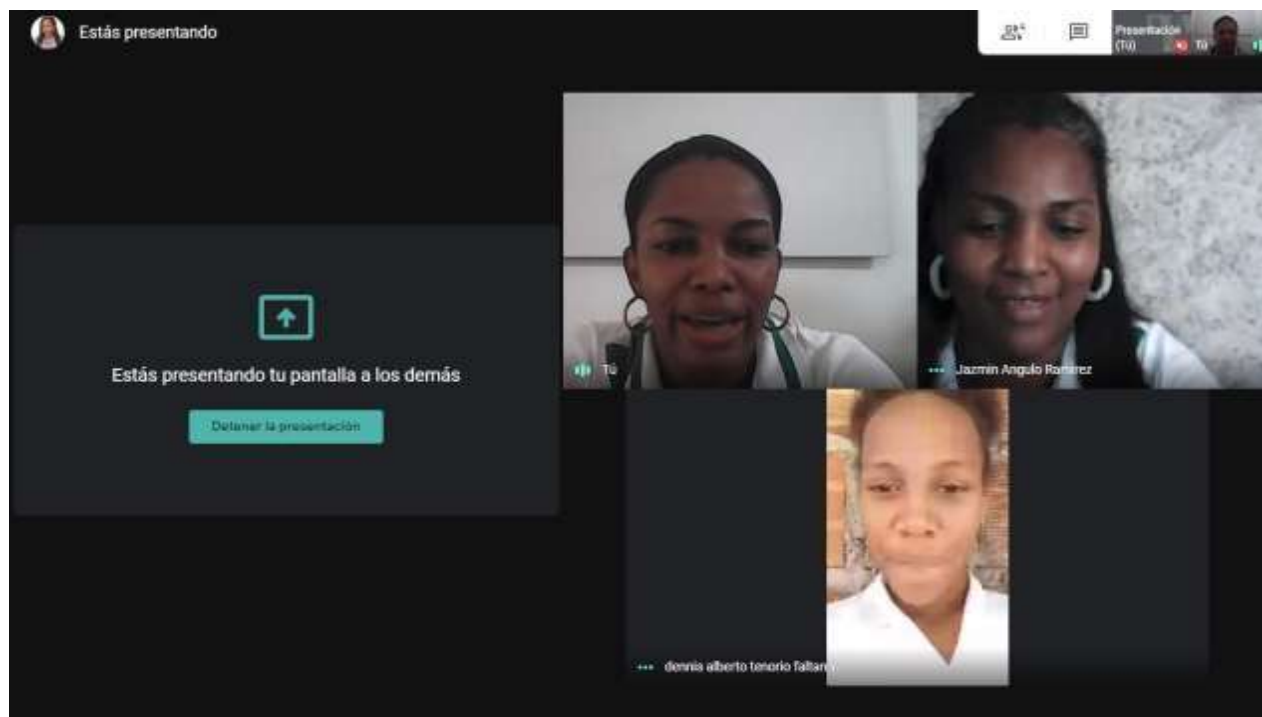 Estás presentando
Presentación
(Tú)
Tú
Estás presentando tu pantalla a los demás
Detener la presentación
Tú
Jazmin Angulo Ramirez
dennis alberto tenorio